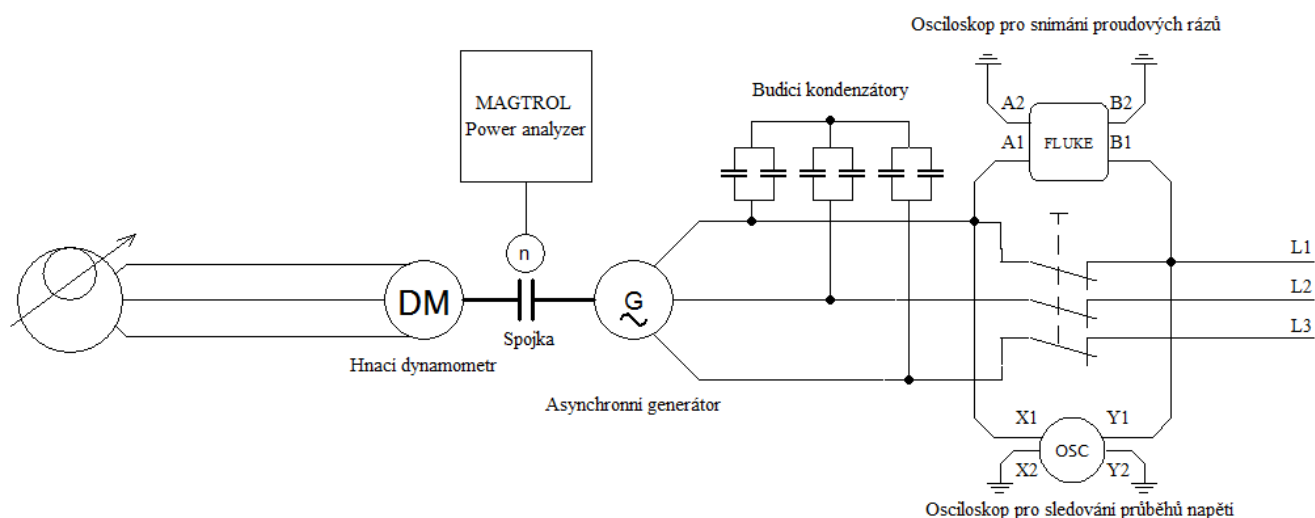 Osciloskop pro snímání proudových rázů
MAGTROL
Power analyzer
Budicí kondenzátory
A2
B2
A1
FLUKE
B1
n
L1
DM
G
L2
Spojka
L3
Hnací dynamometr
Asynchronní generátor
X1
Y1
OSC
X2
Y2
Osciloskop pro sledování průběhů napětí